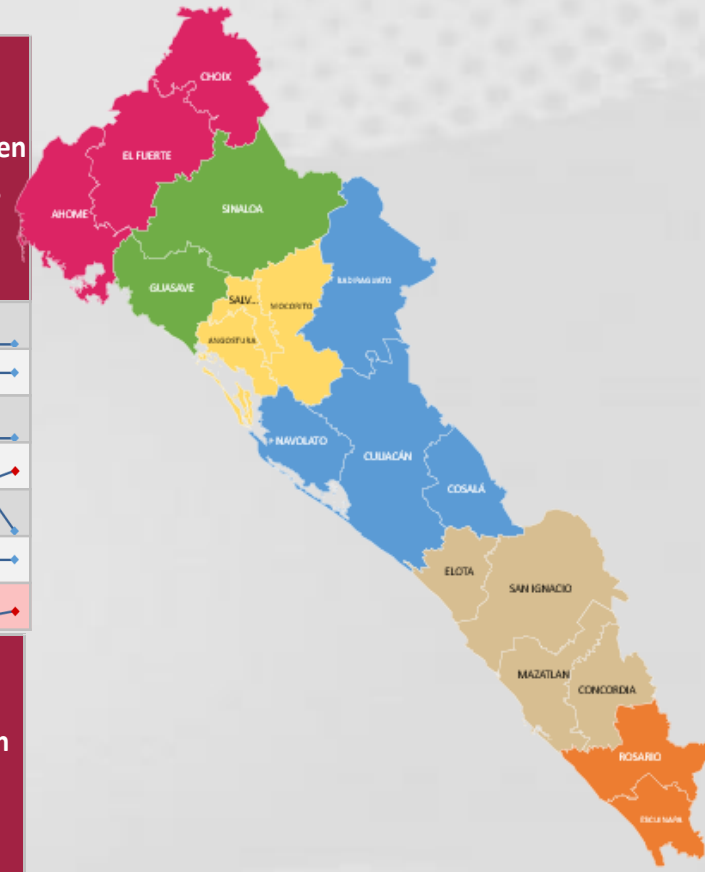 CHOIX
en
EL FUERTE
SINALOA
AHOME
BADIRAGUATO
GUASAVE
SALV...
MOCORITO
ANGOSTURA
NAVOLATO
CULIACÁN
COSALÁ
ELOTA
SAN IGNACIO
MAZATLAN
CONCORDIA
n
ROSARIO
ESCUINAPA